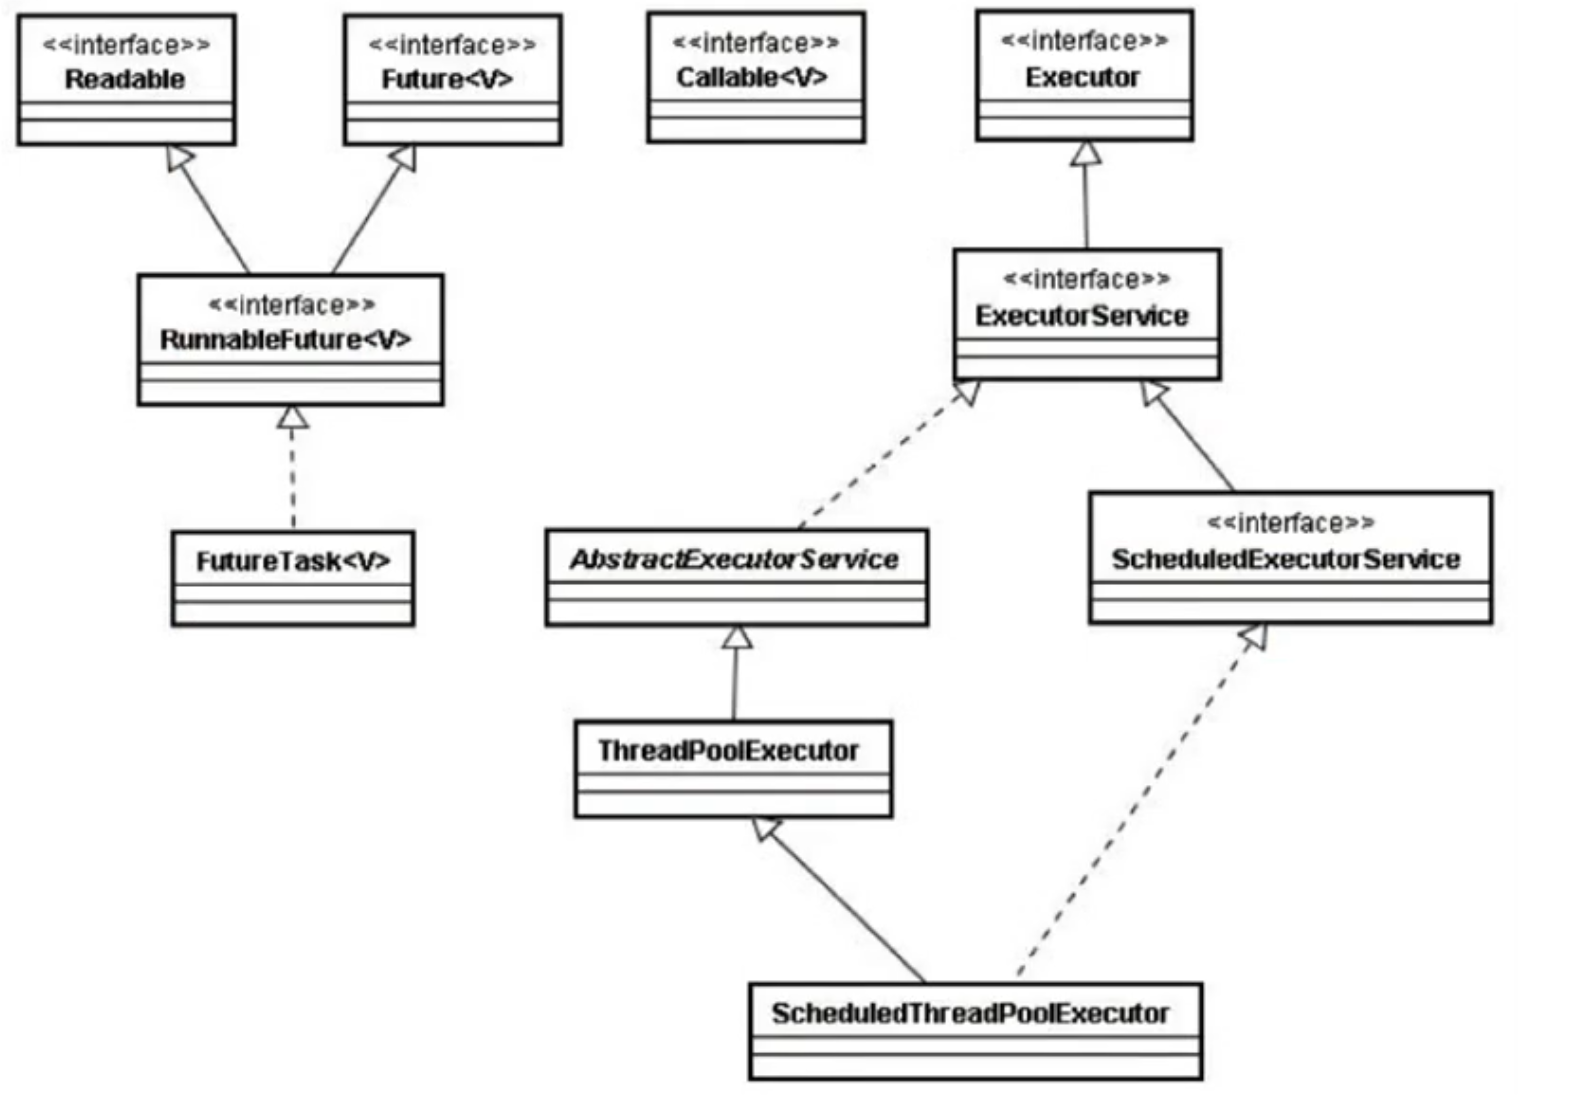 <<interface>>
Readable
<<interface>>
Future<V>
<<interface>>
Callable<V>
<<interface>>
Executor
<<interface>>
RunnableFuture<V>
<<interface>>
ExecutorService
FutureTask<V>
AbstractExecutorService
<<interface>>
ScheduledExecutorService
ThreadPoolExecutor
ScheduledThreadPoolExecutor